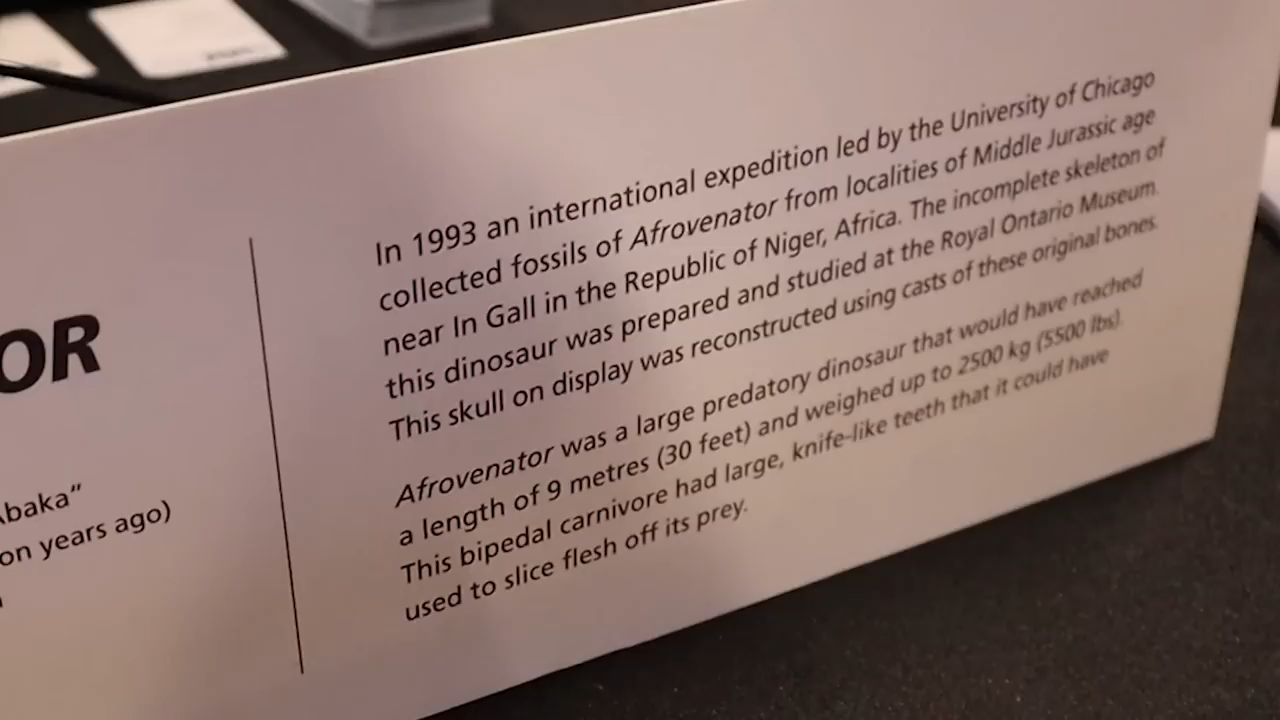 OR
baka”
on years ago)
In 1993 an international expedition led by the University of Chicago
collected fossils of Afrovenator from localities of Middle Jurassic age
near In Gall in the Republic of Niger, Africa. The incomplete skeleton of
this dinosaur was prepared and studied at the Royal Ontario Museum.
This skull on display was reconstructed using casts of these original bones.
Afrovenator was a large predatory dinosaur that would have reached
a length of 9 metres (30 feet) and weighed up to 2500 kg (5500 lbs).
This bipedal carnivore had large, knife-like teeth that it could have
used to slice flesh off its prey.